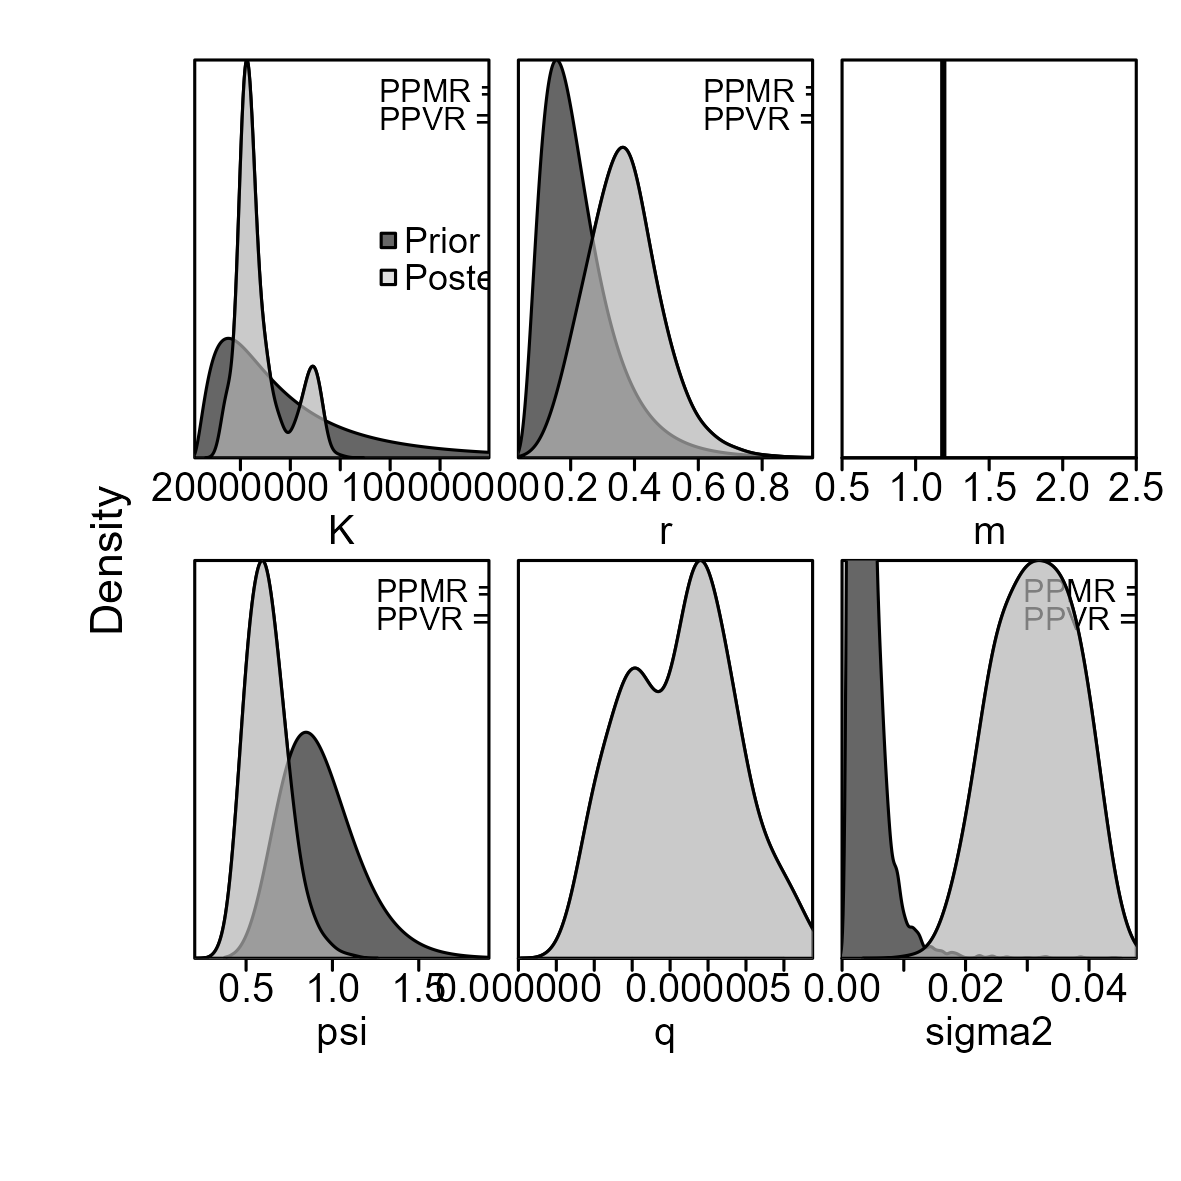 PPMR =
PPVR =
Prior
Poste
20000000 100000000
K
PPMR =
PPVR =
0.2 0.4 0.6 0.8
r
0.5 1.0 1.5 2.0 2.5
m
Density
PPMR =
PPVR =
0.5 1.0 1.5
psi
0.000000 0.000005
q
PPMR =
PPVR =
0.00 0.02 0.04
sigma2